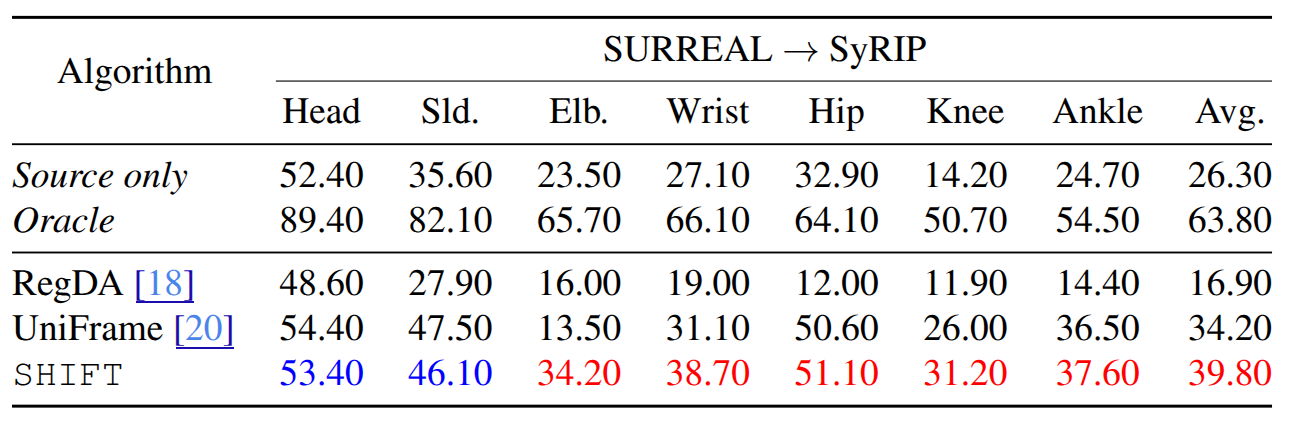 Algorithm SURREAL → SyRIP
Head Sld. Elb. Wrist Hip Knee Ankle Avg.
Source only 52.40 35.60 23.50 27.10 32.90 14.20 24.70 26.30
Oracle 89.40 82.10 65.70 66.10 64.10 50.70 54.50 63.80
RegDA [18] 48.60 27.90 16.00 19.00 12.00 11.90 14.40 16.90
UniFrame [20] 54.40 47.50 13.50 31.10 50.60 26.00 36.50 34.20
SHIFT 53.40 46.10 34.20 38.70 51.10 31.20 37.60 39.80